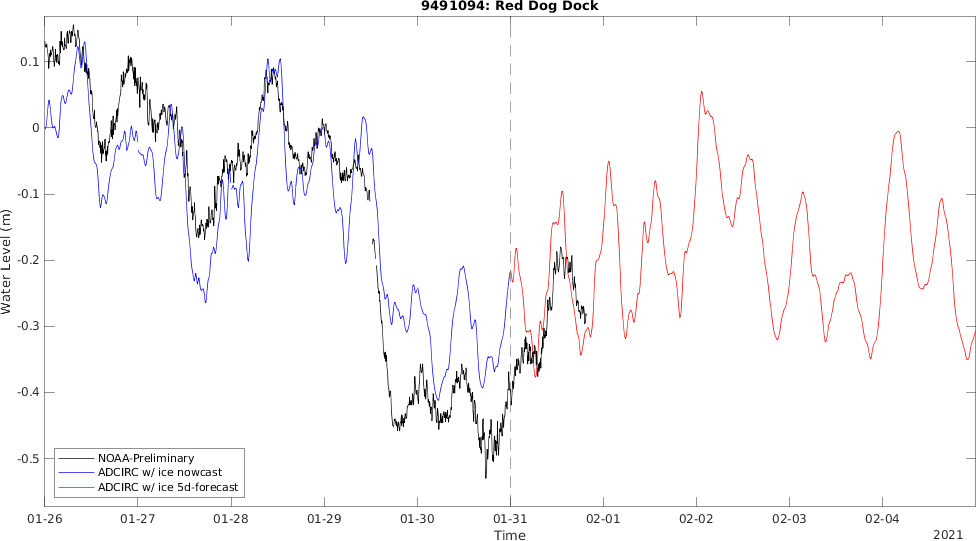 9491094: Red Dog Dock
0.1
0
-0.1
-0.2
-0.3
-0.4
-0.5
Water Level (m)
NOAA-Preliminary
ADCIRC w/ ice nowcast
ADCIRC w/ ice 5d-forecast
01-26 01-27 01-28 01-29 01-30 01-31 02-01 02-02 02-03 02-04
Time
2021